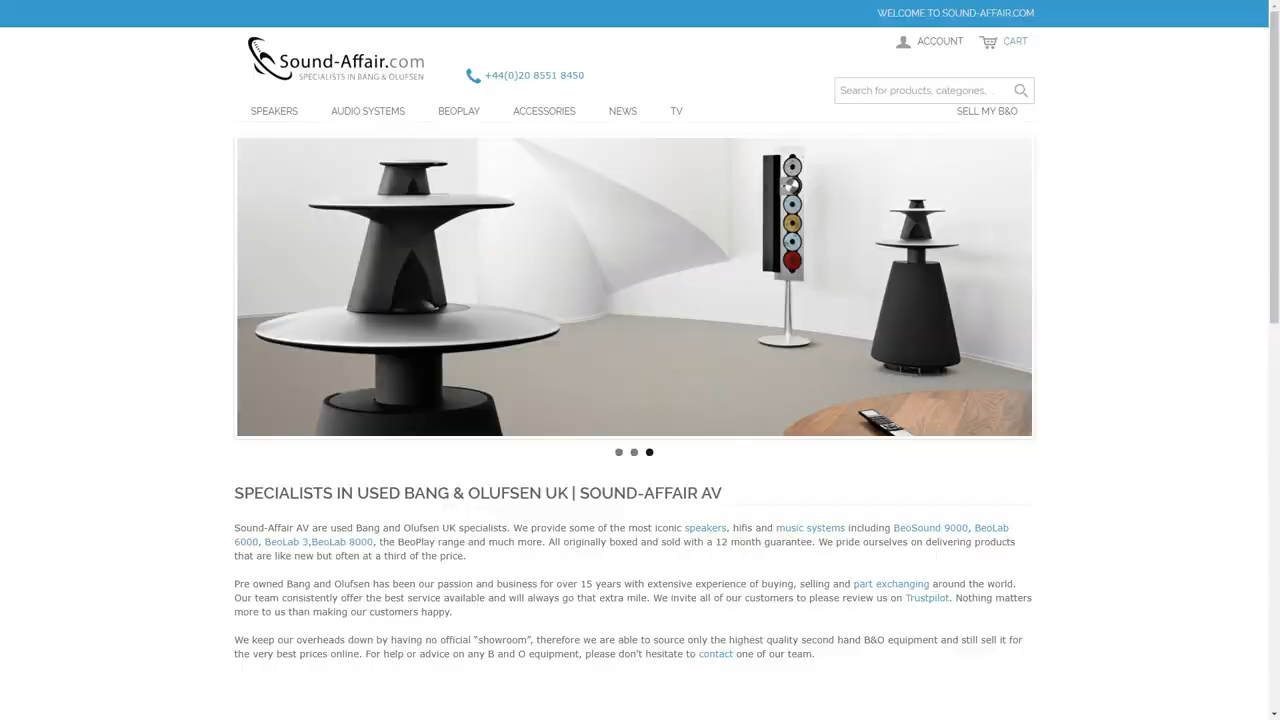 WELCOME TO SOUND-AFFAIR.COM
ACCOUNT CART
Sound-Affair.com
SPECIALISTS IN BANG & OLUFSEN
+44(0)20 8551 8450
Search for products, categories, ..
SPEAKERS AUDIO SYSTEMS BEOPLAY ACCESSORIES NEWS TV SELL MY B&O
SPECIALISTS IN USED BANG & OLUFSEN UK | SOUND-AFFAIR AV
Sound-Affair AV are used Bang and Olufsen UK specialists. We provide some of the most iconic speakers, hifis and music systems including BeoSound 9000, BeoLab
6000, BeoLab 3,BeoLab 8000, the BeoPlay range and much more. All originally boxed and sold with a 12 month guarantee. We pride ourselves on delivering products
that are like new but often at a third of the price.
Pre owned Bang and Olufsen has been our passion and business for over 15 years with extensive experience of buying, selling and part exchanging around the world.
Our team consistently offer the best service available and will always go that extra mile. We invite all of our customers to please review us on Trustpilot. Nothing matters
more to us than making our customers happy.
We keep our overheads down by having no official “showroom”, therefore we are able to source only the highest quality second hand B&O equipment and still sell it for
the very best prices online. For help or advice on any B and O equipment, please don't hesitate to contact one of our team.